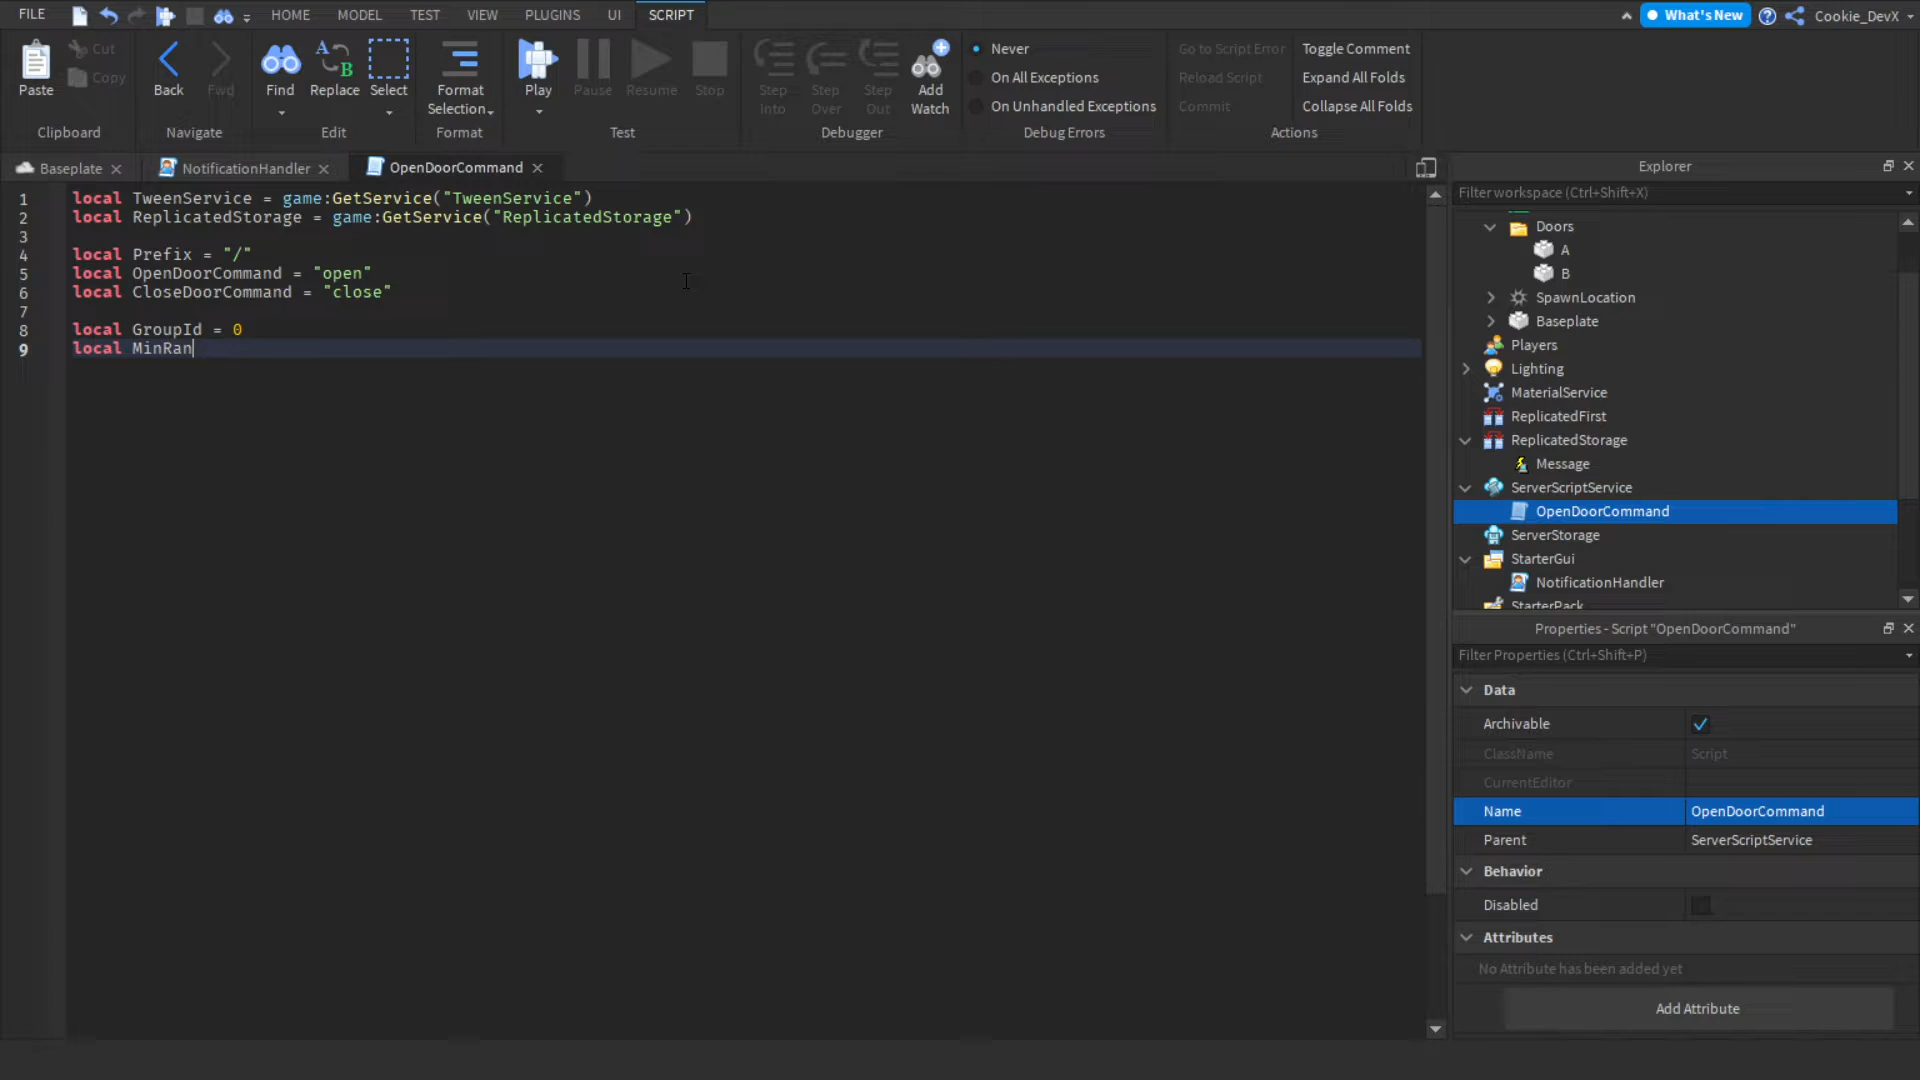 FILE HOME MODEL TEST VIEW PLUGINS UI SCRIPT What's New Cookie_DevX
Paste Cut Copy Back Fwd Find Replace Select Format Selection Play Pause Resume Stop Step Into Step Over Step Out Add Watch
Never
On All Exceptions
On Unhandled Exceptions
Go to Script Error
Reload Script
Commit
Toggle Comment
Expand All Folds
Collapse All Folds
Clipboard Navigate Edit Format Test Debugger Debug Errors Actions
Baseplate NotificationHandler OpenDoorCommand
1 local TweenService = game:GetService("TweenService")
2 local ReplicatedStorage = game:GetService("ReplicatedStorage")
3
4 local Prefix = "/"
5 local OpenDoorCommand = "open"
6 local CloseDoorCommand = "close"
7
8 local GroupId = 0
9 local MinRan
Explorer
Filter workspace (Ctrl+Shift+X)
Doors
A
B
SpawnLocation
Baseplate
Players
Lighting
MaterialService
ReplicatedFirst
ReplicatedStorage
Message
ServerScriptService
OpenDoorCommand
ServerStorage
StarterGui
NotificationHandler
StarterPack
Properties - Script "OpenDoorCommand"
Filter Properties (Ctrl+Shift+P)
Data
Archivable
ClassName Script
CurrentEditor
Name OpenDoorCommand
Parent ServerScriptService
Behavior
Disabled
Attributes
No Attribute has been added yet
Add Attribute